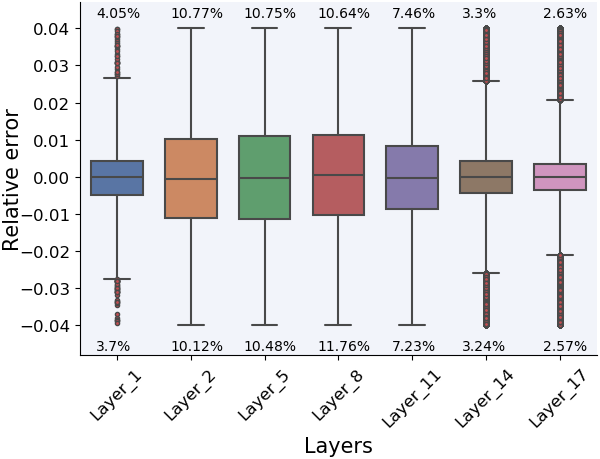 4.05% 10.77% 10.75% 10.64% 7.46% 3.3% 2.63%
0.04
0.03
0.02
0.01
0.00
−0.01
−0.02
−0.03
−0.04
Relative error
3.7% 10.12% 10.48% 11.76% 7.23% 3.24% 2.57%
Layer_1 Layer_2 Layer_5 Layer_8 Layer_11 Layer_14 Layer_17
Layers